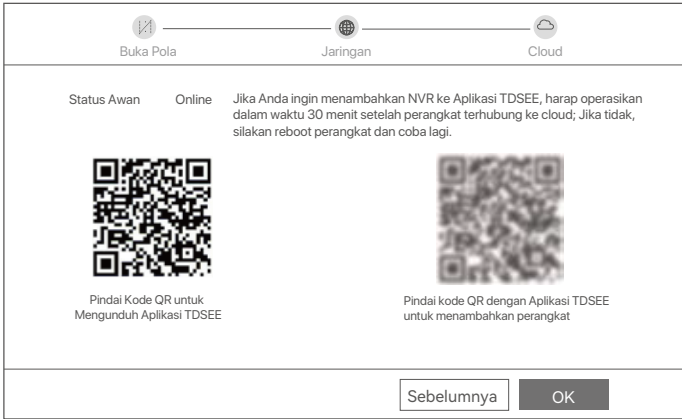 Buka Pola
Jaringan
Cloud
Status Awan
Online
Jika Anda ingin menambahkan NVR ke Aplikasi TDSEE, harap operasikan
dalam waktu 30 menit setelah perangkat terhubung ke cloud; Jika tidak,
silakan reboot perangkat dan coba lagi.
Pindai Kode QR untuk
Mengunduh Aplikasi TDSEE
Pindai kode QR dengan Aplikasi TDSEE
untuk menambahkan perangkat
Sebelumnya
OK